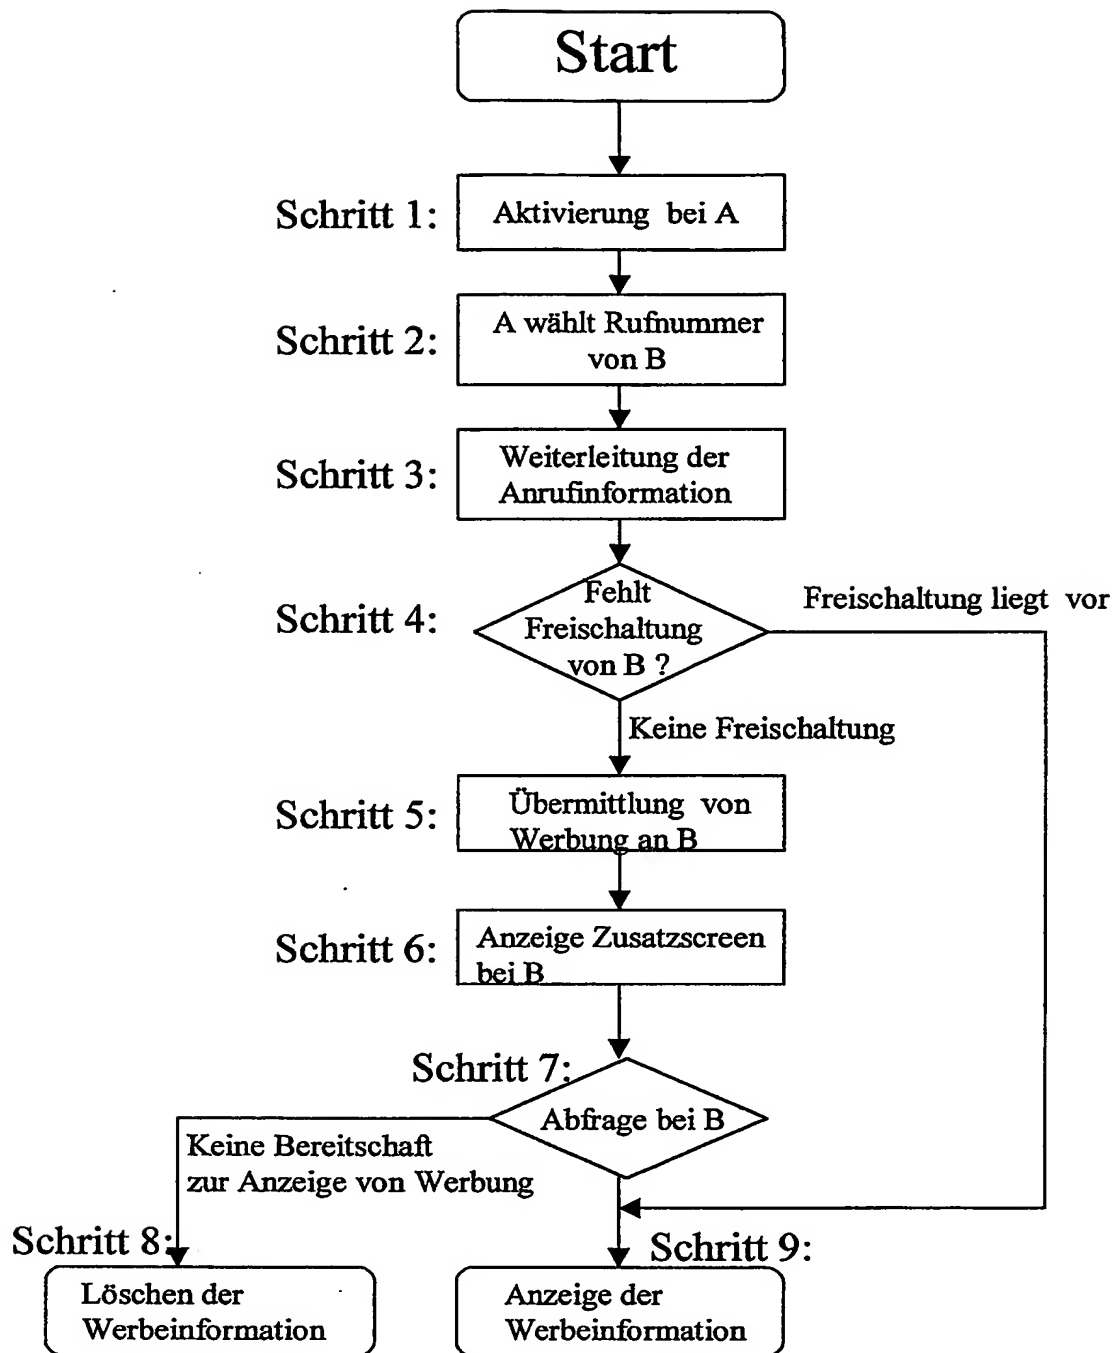 Start
Schritt 1:
Aktivierung bei A
Schritt 2:
A wählt Rufnummer
von B
Schritt 3:
Weiterleitung der
Anrufinformation
Schritt 4:
Fehlt
Freischaltung
von B ?
Freischaltung liegt vor
Keine Freischaltung
Schritt 5:
Übermittlung von
Werbung an B
Schritt 6:
Anzeige Zusatzscreen
bei B
Schritt 7:
Abfrage bei B
Keine Bereitschaft
zur Anzeige von Werbung
Schritt 8:
Löschen der
Werbeinformation
Schritt 9:
Anzeige der
Werbeinformation